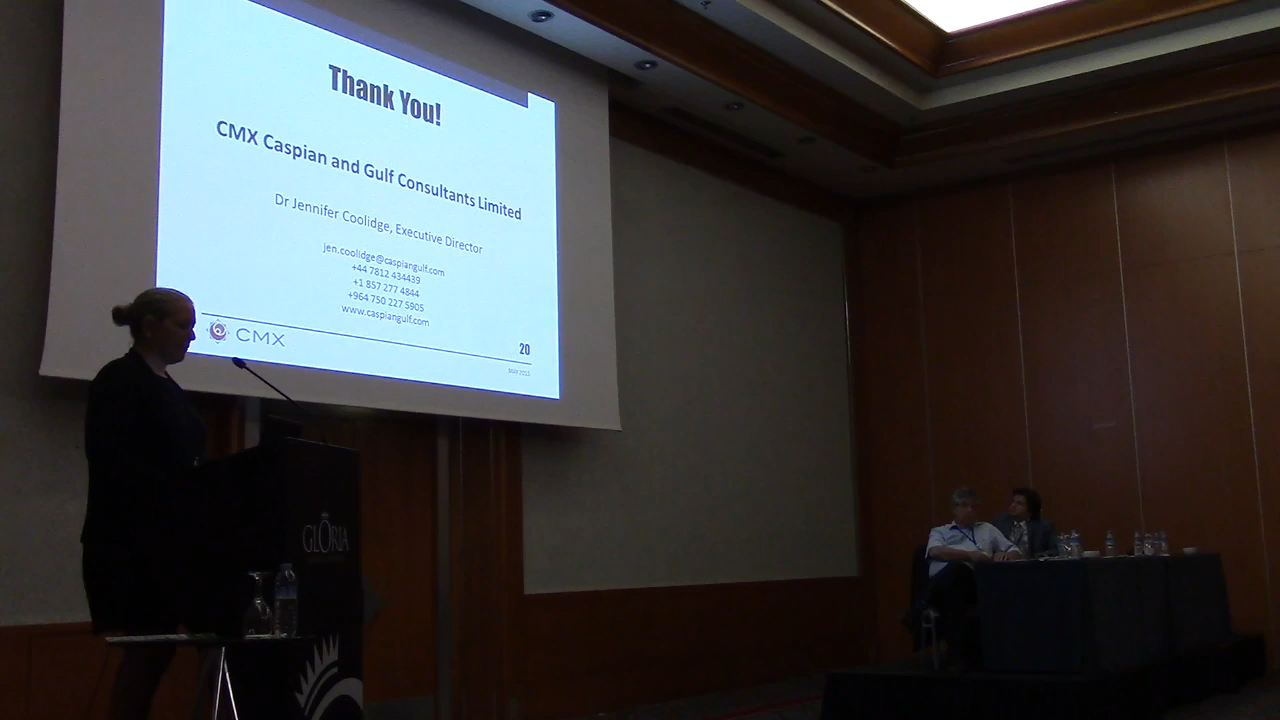 Thank You!
CMX Caspian and Gulf Consultants Limited
Dr Jennifer Coolidge, Executive Director
jen.coolidge@caspiangulf.com
+44 7812 434439
+1 857 277 4844
+964 750 227 5905
www.caspiangulf.com
CMX
20
GLORIA